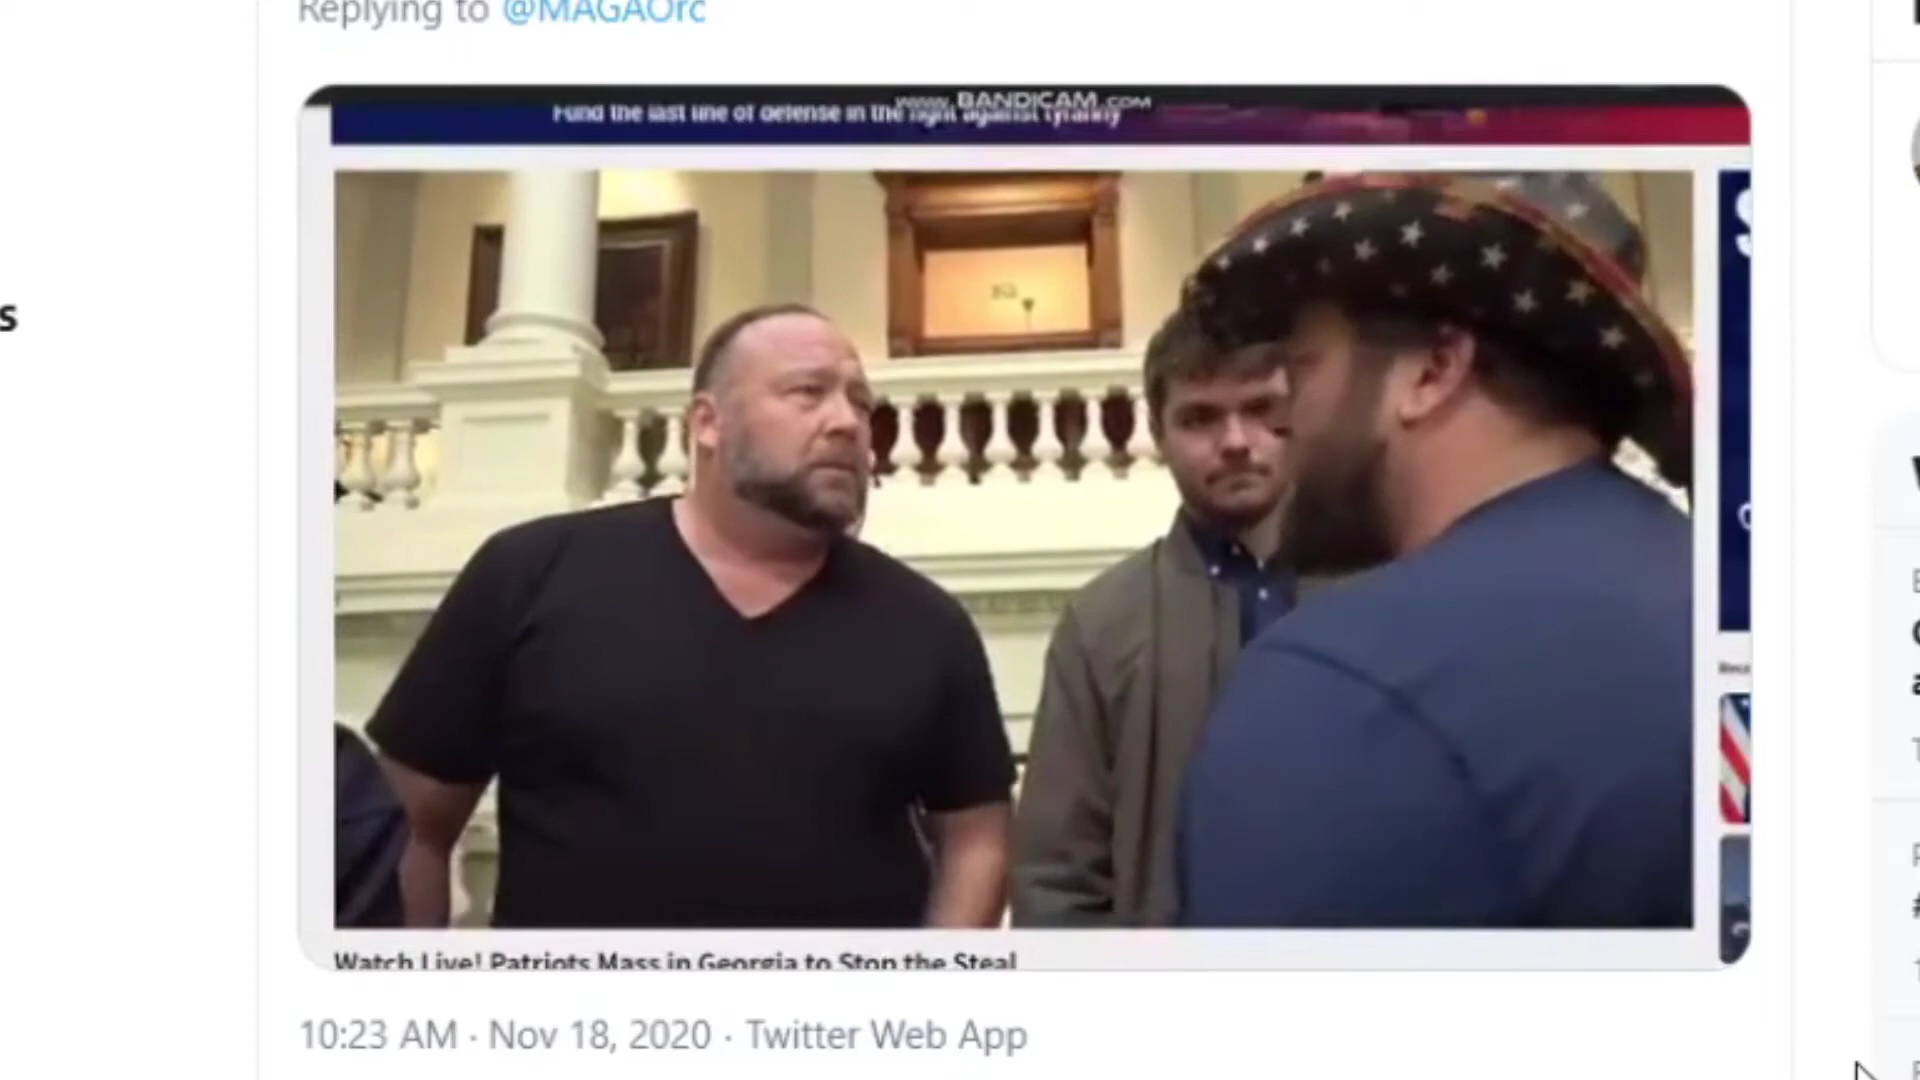 Replying to @MAGAOrc
www.BANDICAM.COM
Fund the last line of defense in the fight against tyranny
Watch Live! Patriots Mass in Georgia to Stop the Steal
10:23 AM · Nov 18, 2020 · Twitter Web App